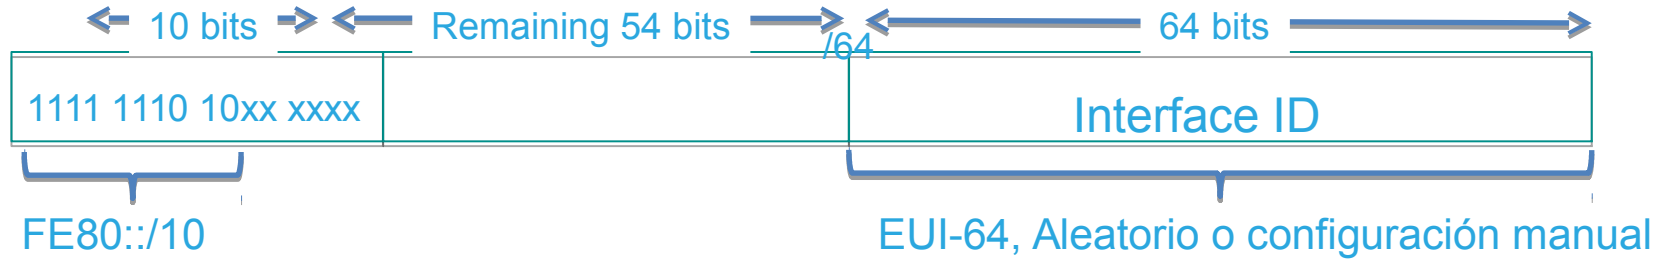 10 bits Remaining 54 bits 64 bits
/64
1111 1110 10xx xxxx Interface ID
FE80::/10 EUI-64, Aleatorio o configuración manual